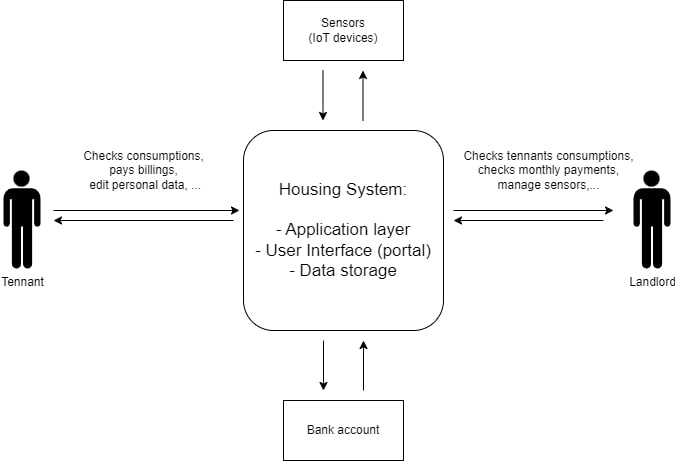 Sensors
(IoT devices)
Checks consumptions,
pays billings,
edit personal data, ...
Checks tennants consumptions,
checks monthly payments,
manage sensors,...
Housing System:
- Application layer
- User Interface (portal)
- Data storage
Tennant
Landlord
Bank account